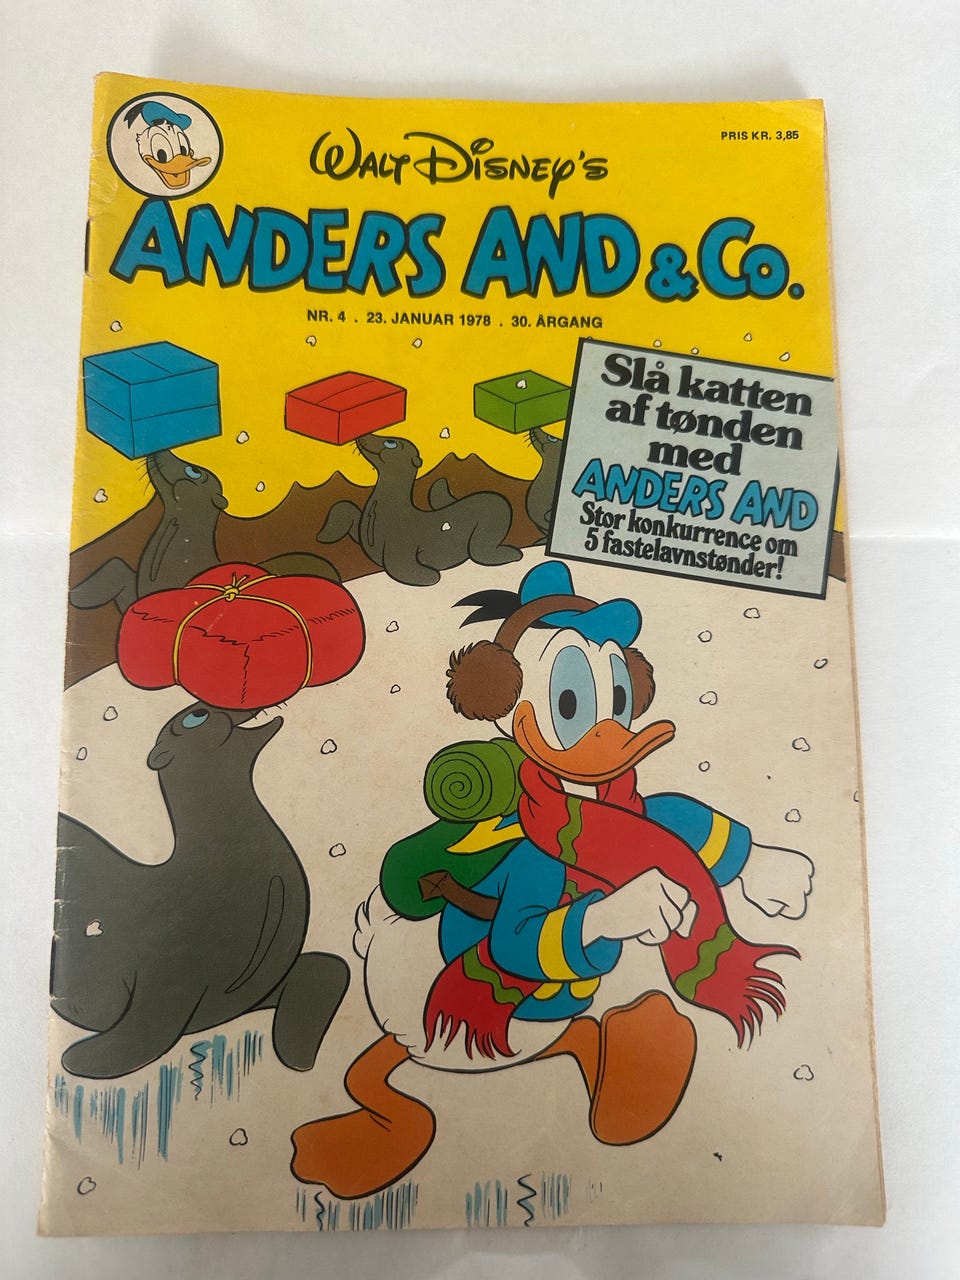 PRIS KR. 3,85
WALT DISNEY'S
ANDERS AND & CO.
NR. 4 . 23. JANUAR 1978 . 30. ÅRGANG
Slå katten
af tønden
med
ANDERS AND
Stor konkurrence om
5 fastelavnstønder!